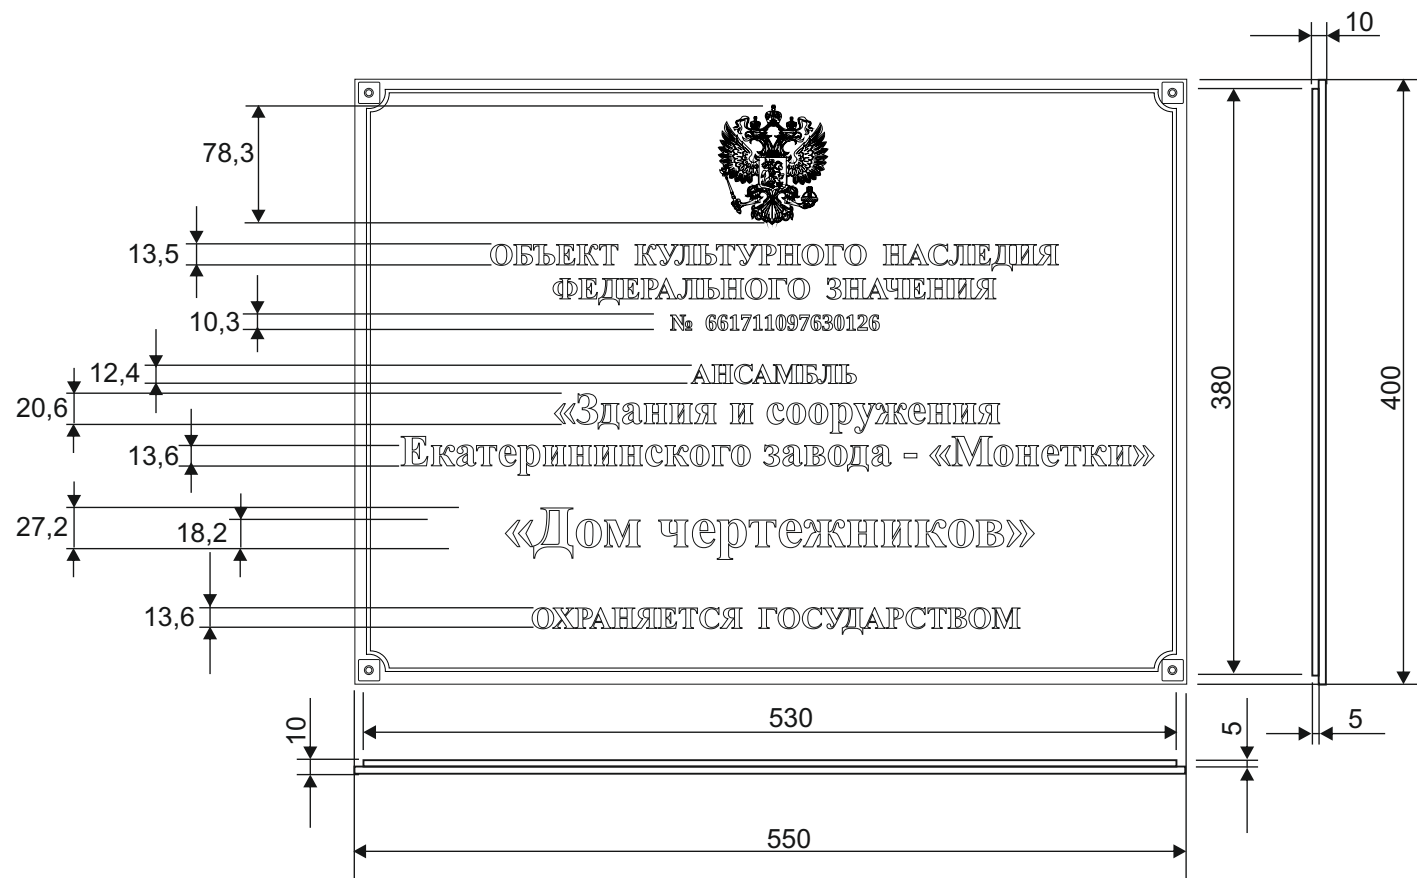 10
78,3
13,5
ОБЪЕКТ КУЛЬТУРНОГО НАСЛЕДИЯ
ФЕДЕРАЛЬНОГО ЗНАЧЕНИЯ
10,3
№ 661711097630126
12,4
АНСАМБЛЬ
380
400
20,6
«Здания и сооружения
13,6
Екатерининского завода - «Монетки»
27,2
18,2
«Дом чертежников»
13,6
ОХРАНЯЕТСЯ ГОСУДАРСТВОМ
10
530
5
5
550